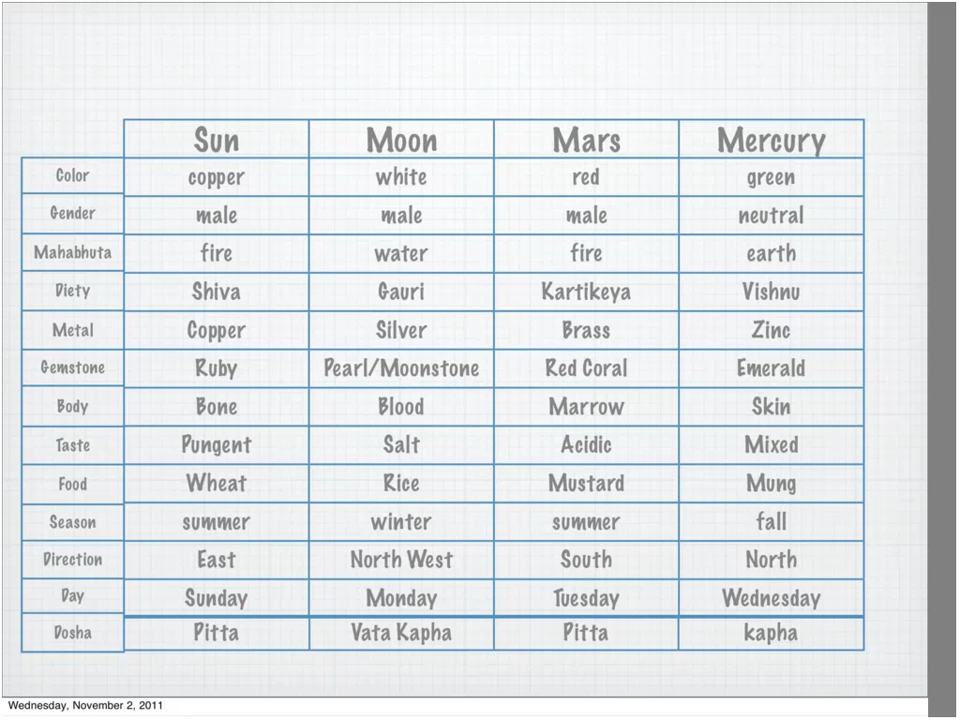 Sun Moon Mars Mercury
Color copper white red green
Gender male male male neutral
Mahabhuta fire water fire earth
Diety Shiva Gauri Kartikeya Vishnu
Metal Copper Silver Brass Zinc
Gemstone Ruby Pearl/Moonstone Red Coral Emerald
Body Bone Blood Marrow Skin
Taste Pungent Salt Acidic Mixed
Food Wheat Rice Mustard Mung
Season summer winter summer fall
Direction East North West South North
Day Sunday Monday Tuesday Wednesday
Dosha Pitta Vata Kapha Pitta kapha
Wednesday, November 2, 2011